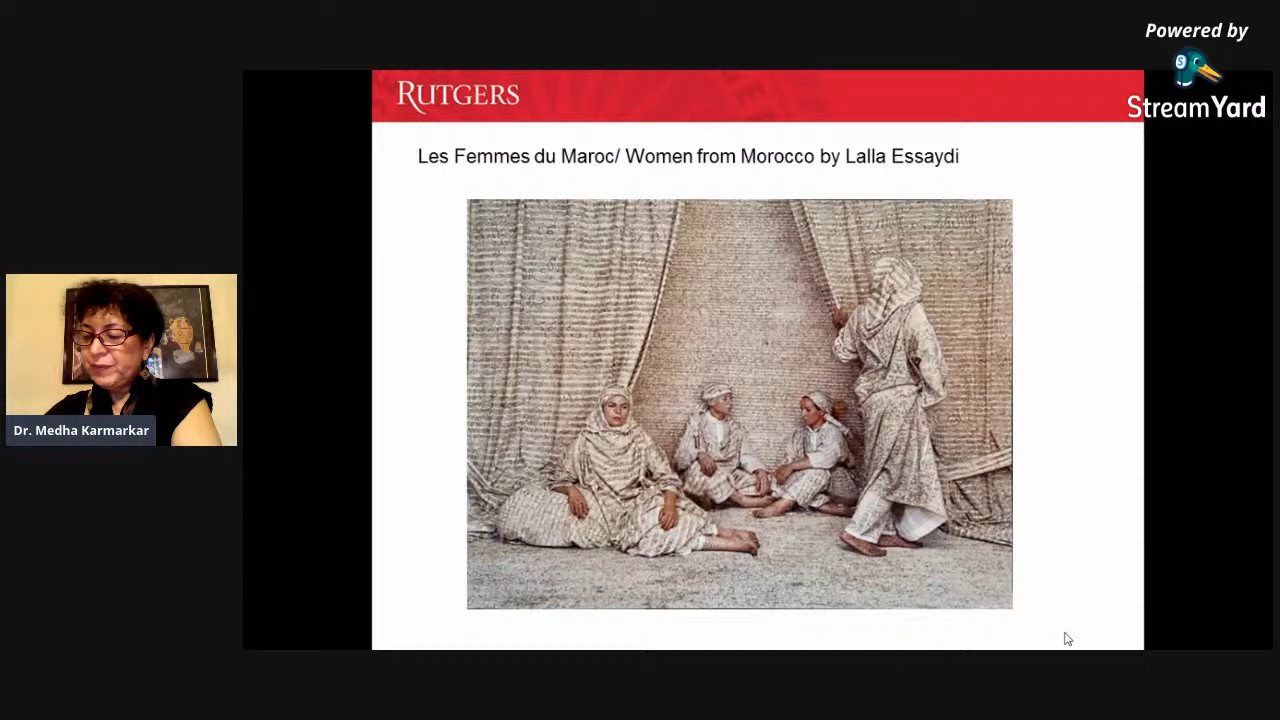 Powered by
StreamYard
RUTGERS
Les Femmes du Maroc/ Women from Morocco by Lalla Essaydi
Dr. Medha Karmarkar